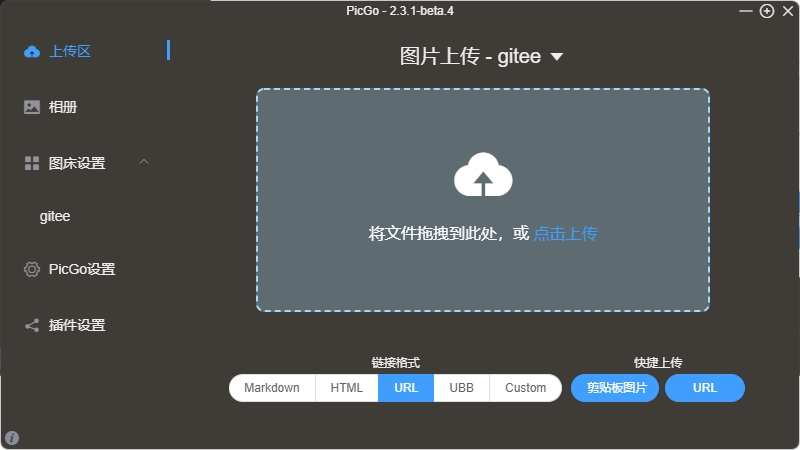 PicGo - 2.3.1-beta.4
上传区
相册
图床设置
gitee
PicGo设置
插件设置
图片上传 - gitee
将文件拖拽到此处，或 点击上传
链接格式
Markdown HTML URL UBB Custom
快捷上传
剪贴板图片 URL